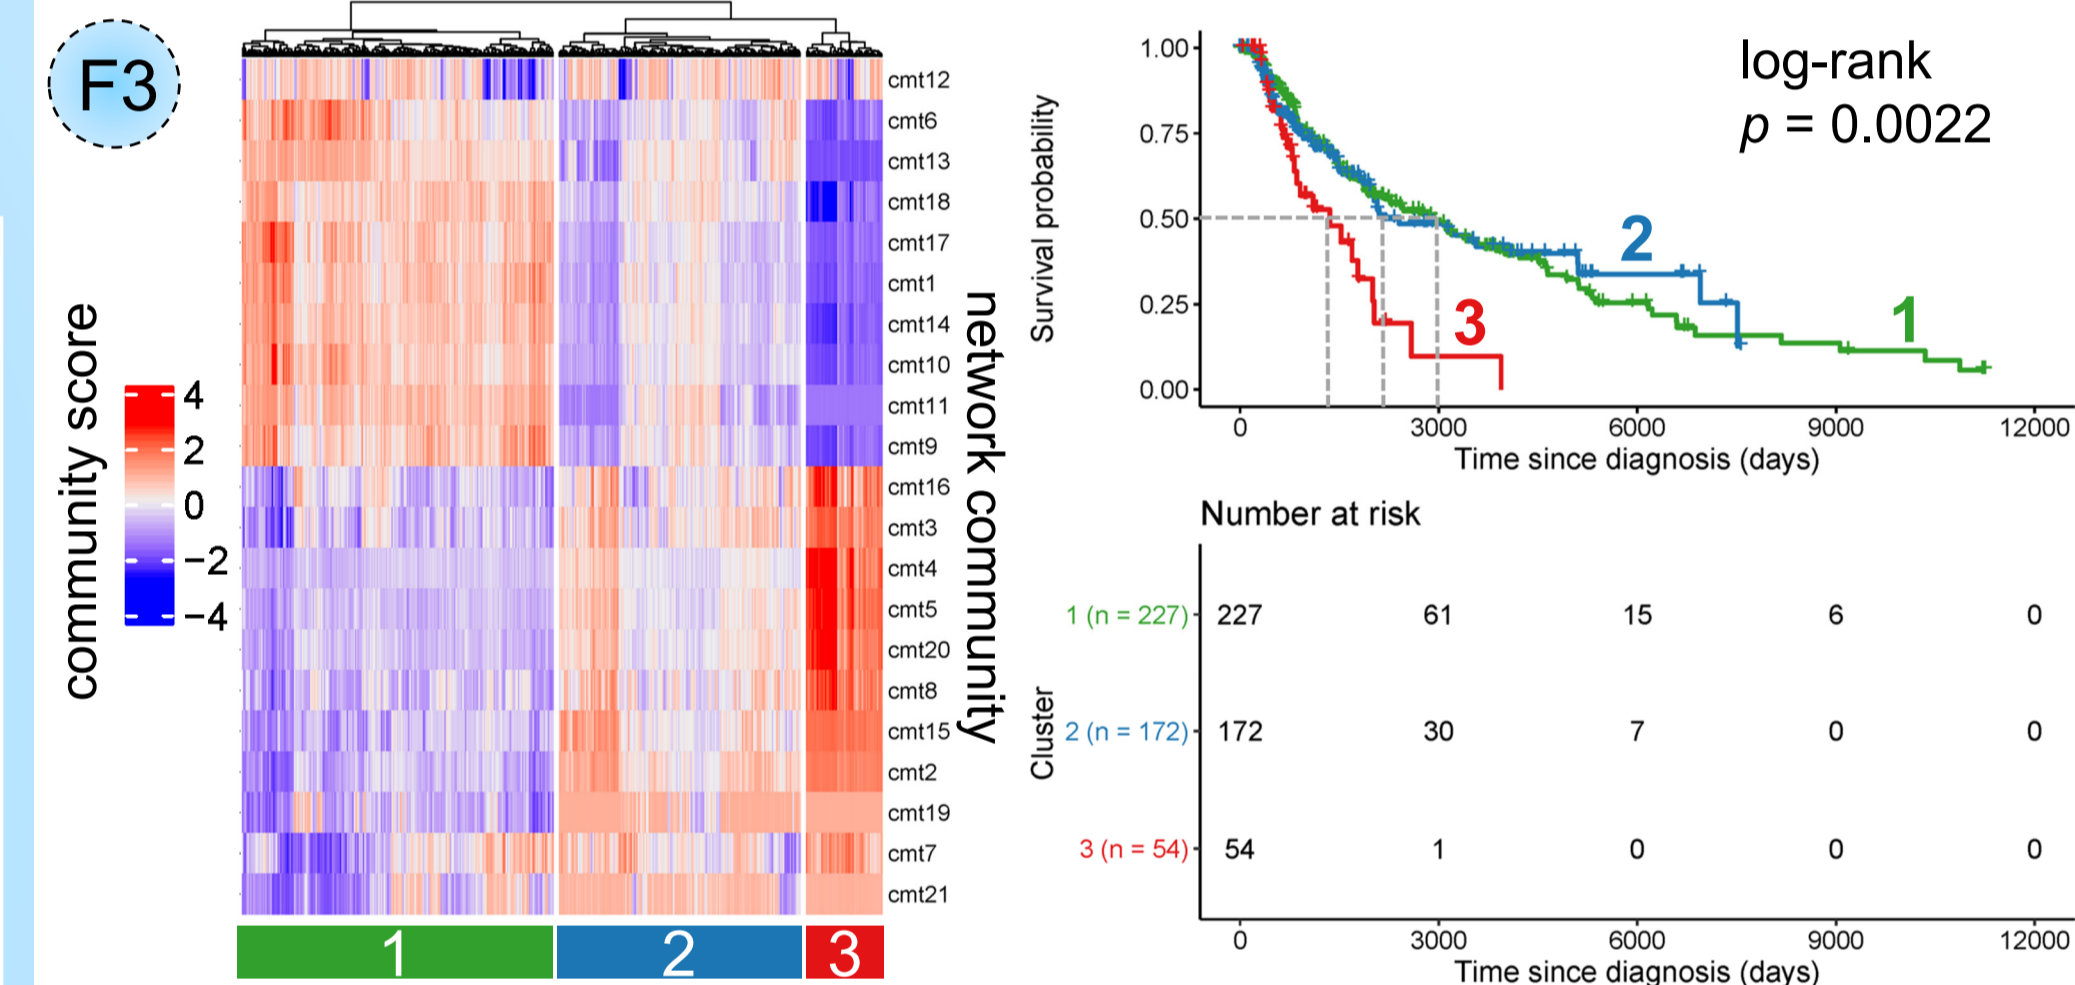 F3
community score
4
2
0
−2
−4
cmt12
cmt6
cmt13
cmt18
cmt17
cmt1
cmt14
cmt10
cmt11
cmt9
cmt16
cmt3
cmt4
cmt5
cmt20
cmt8
cmt15
cmt2
cmt19
cmt7
cmt21
network community
1 2 3
Survival probability
1.00
0.75
0.50
0.25
0.00
log-rank
p = 0.0022
2
3
1
0 3000 6000 9000 12000
Time since diagnosis (days)
Number at risk
Cluster
1 (n = 227) 227 61 15 6 0
2 (n = 172) 172 30 7 0 0
3 (n = 54) 54 1 0 0 0
0 3000 6000 9000 12000
Time since diagnosis (days)